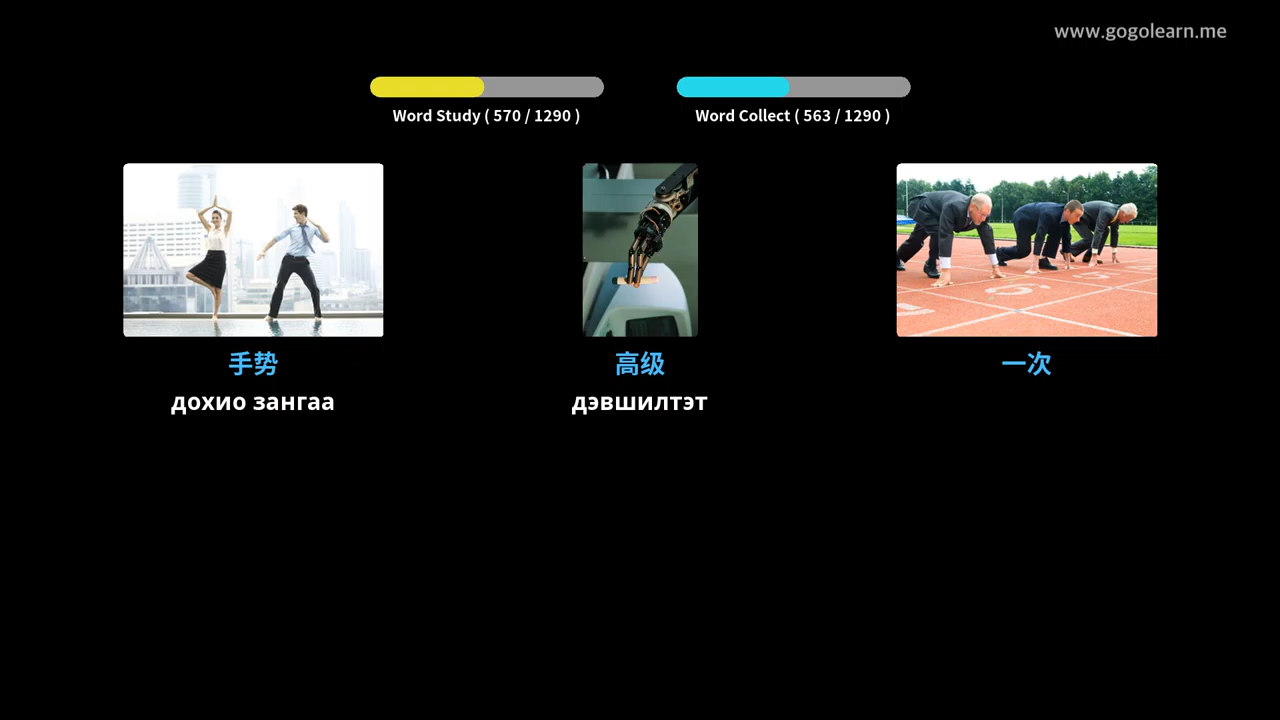 www.gogolearn.me
Word Study ( 570 / 1290 )
Word Collect ( 563 / 1290 )
手势
дохио зангаа
高级
дэвшилтэт
一次